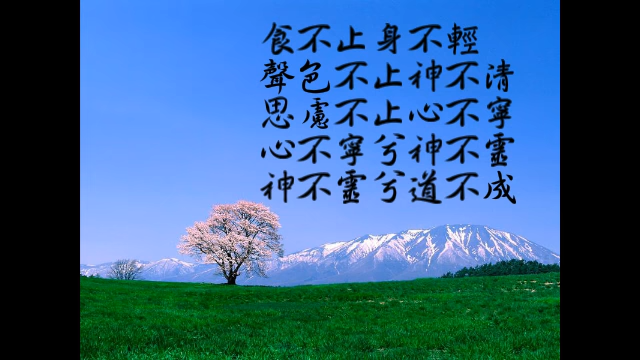 食不止身不輕
聲色不止神不清
思慮不止心不寧
心不寧兮神不靈
神不靈兮道不成